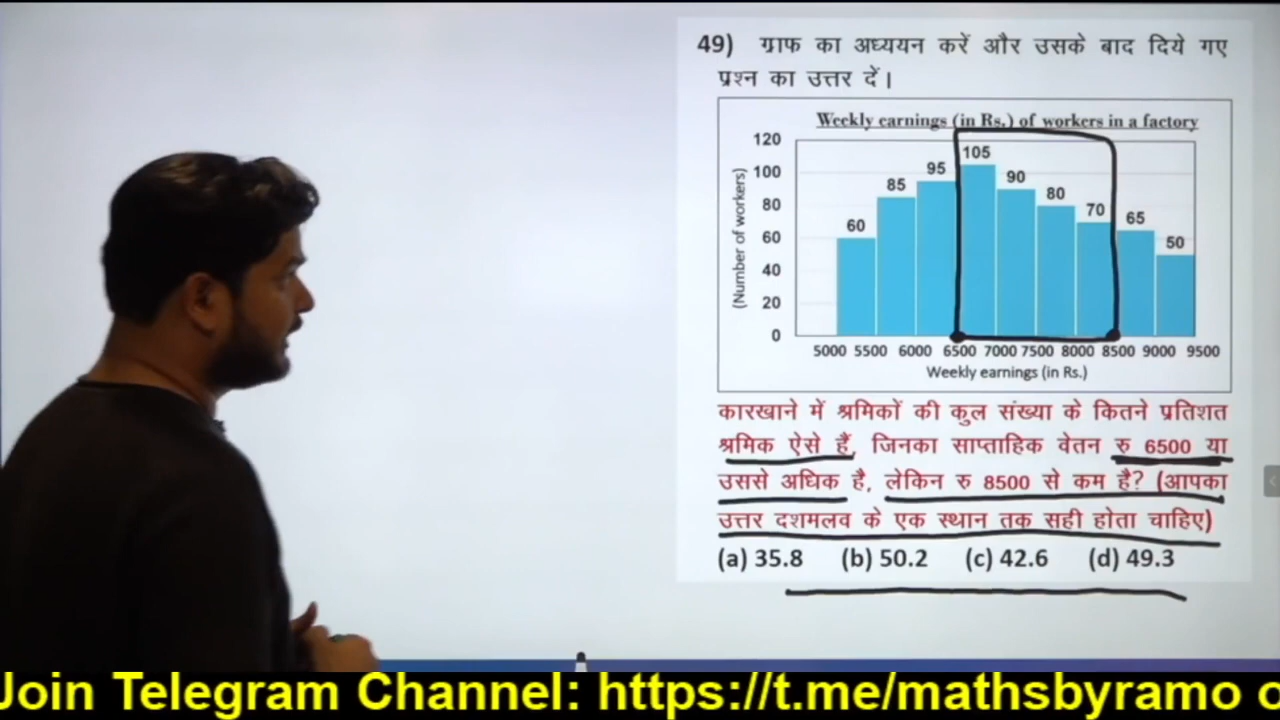 49) ग्राफ का अध्ययन करें और उसके बाद दिये गए
प्रश्न का उत्तर दें।
Weekly earnings (in Rs.) of workers in a factory
120
100
80
60
40
20
0
(Number of workers)
60
85
95
105
90
80
70
65
50
5000 5500 6000 6500 7000 7500 8000 8500 9000 9500
Weekly earnings (in Rs.)
कारखाने में श्रमिकों की कुल संख्या के कितने प्रतिशत
श्रमिक ऐसे हैं, जिनका साप्ताहिक वेतन रु 6500 या
उससे अधिक है, लेकिन रु 8500 से कम है? (आपका
उत्तर दशमलव के एक स्थान तक सही होता चाहिए)
(a) 35.8 (b) 50.2 (c) 42.6 (d) 49.3
Join Telegram Channel: https://t.me/mathsbyramo o